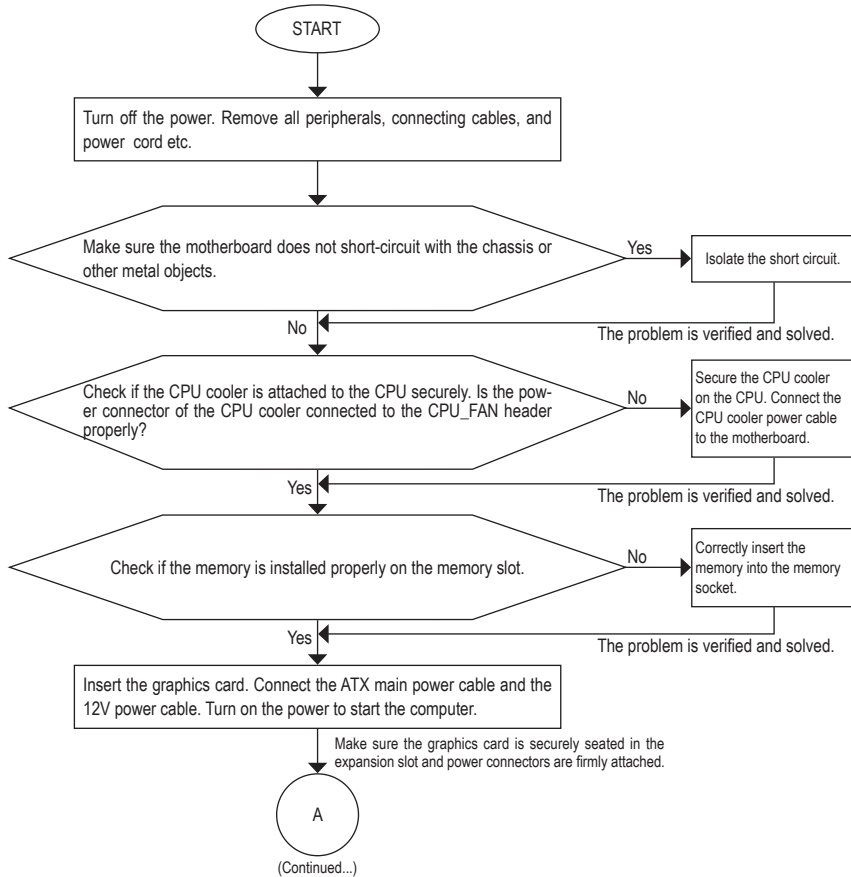 START
Turn off the power. Remove all peripherals, connecting cables, and
power cord etc.
Make sure the motherboard does not short-circuit with the chassis or
other metal objects.
Yes
Isolate the short circuit.
No
The problem is verified and solved.
Check if the CPU cooler is attached to the CPU securely. Is the pow-
er connector of the CPU cooler connected to the CPU_FAN header
properly?
No
Secure the CPU cooler
on the CPU. Connect the
CPU cooler power cable
to the motherboard.
Yes
The problem is verified and solved.
Check if the memory is installed properly on the memory slot.
No
Correctly insert the
memory into the memory
socket.
Yes
The problem is verified and solved.
Insert the graphics card. Connect the ATX main power cable and the
12V power cable. Turn on the power to start the computer.
Make sure the graphics card is securely seated in the
expansion slot and power connectors are firmly attached.
A
(Continued...)